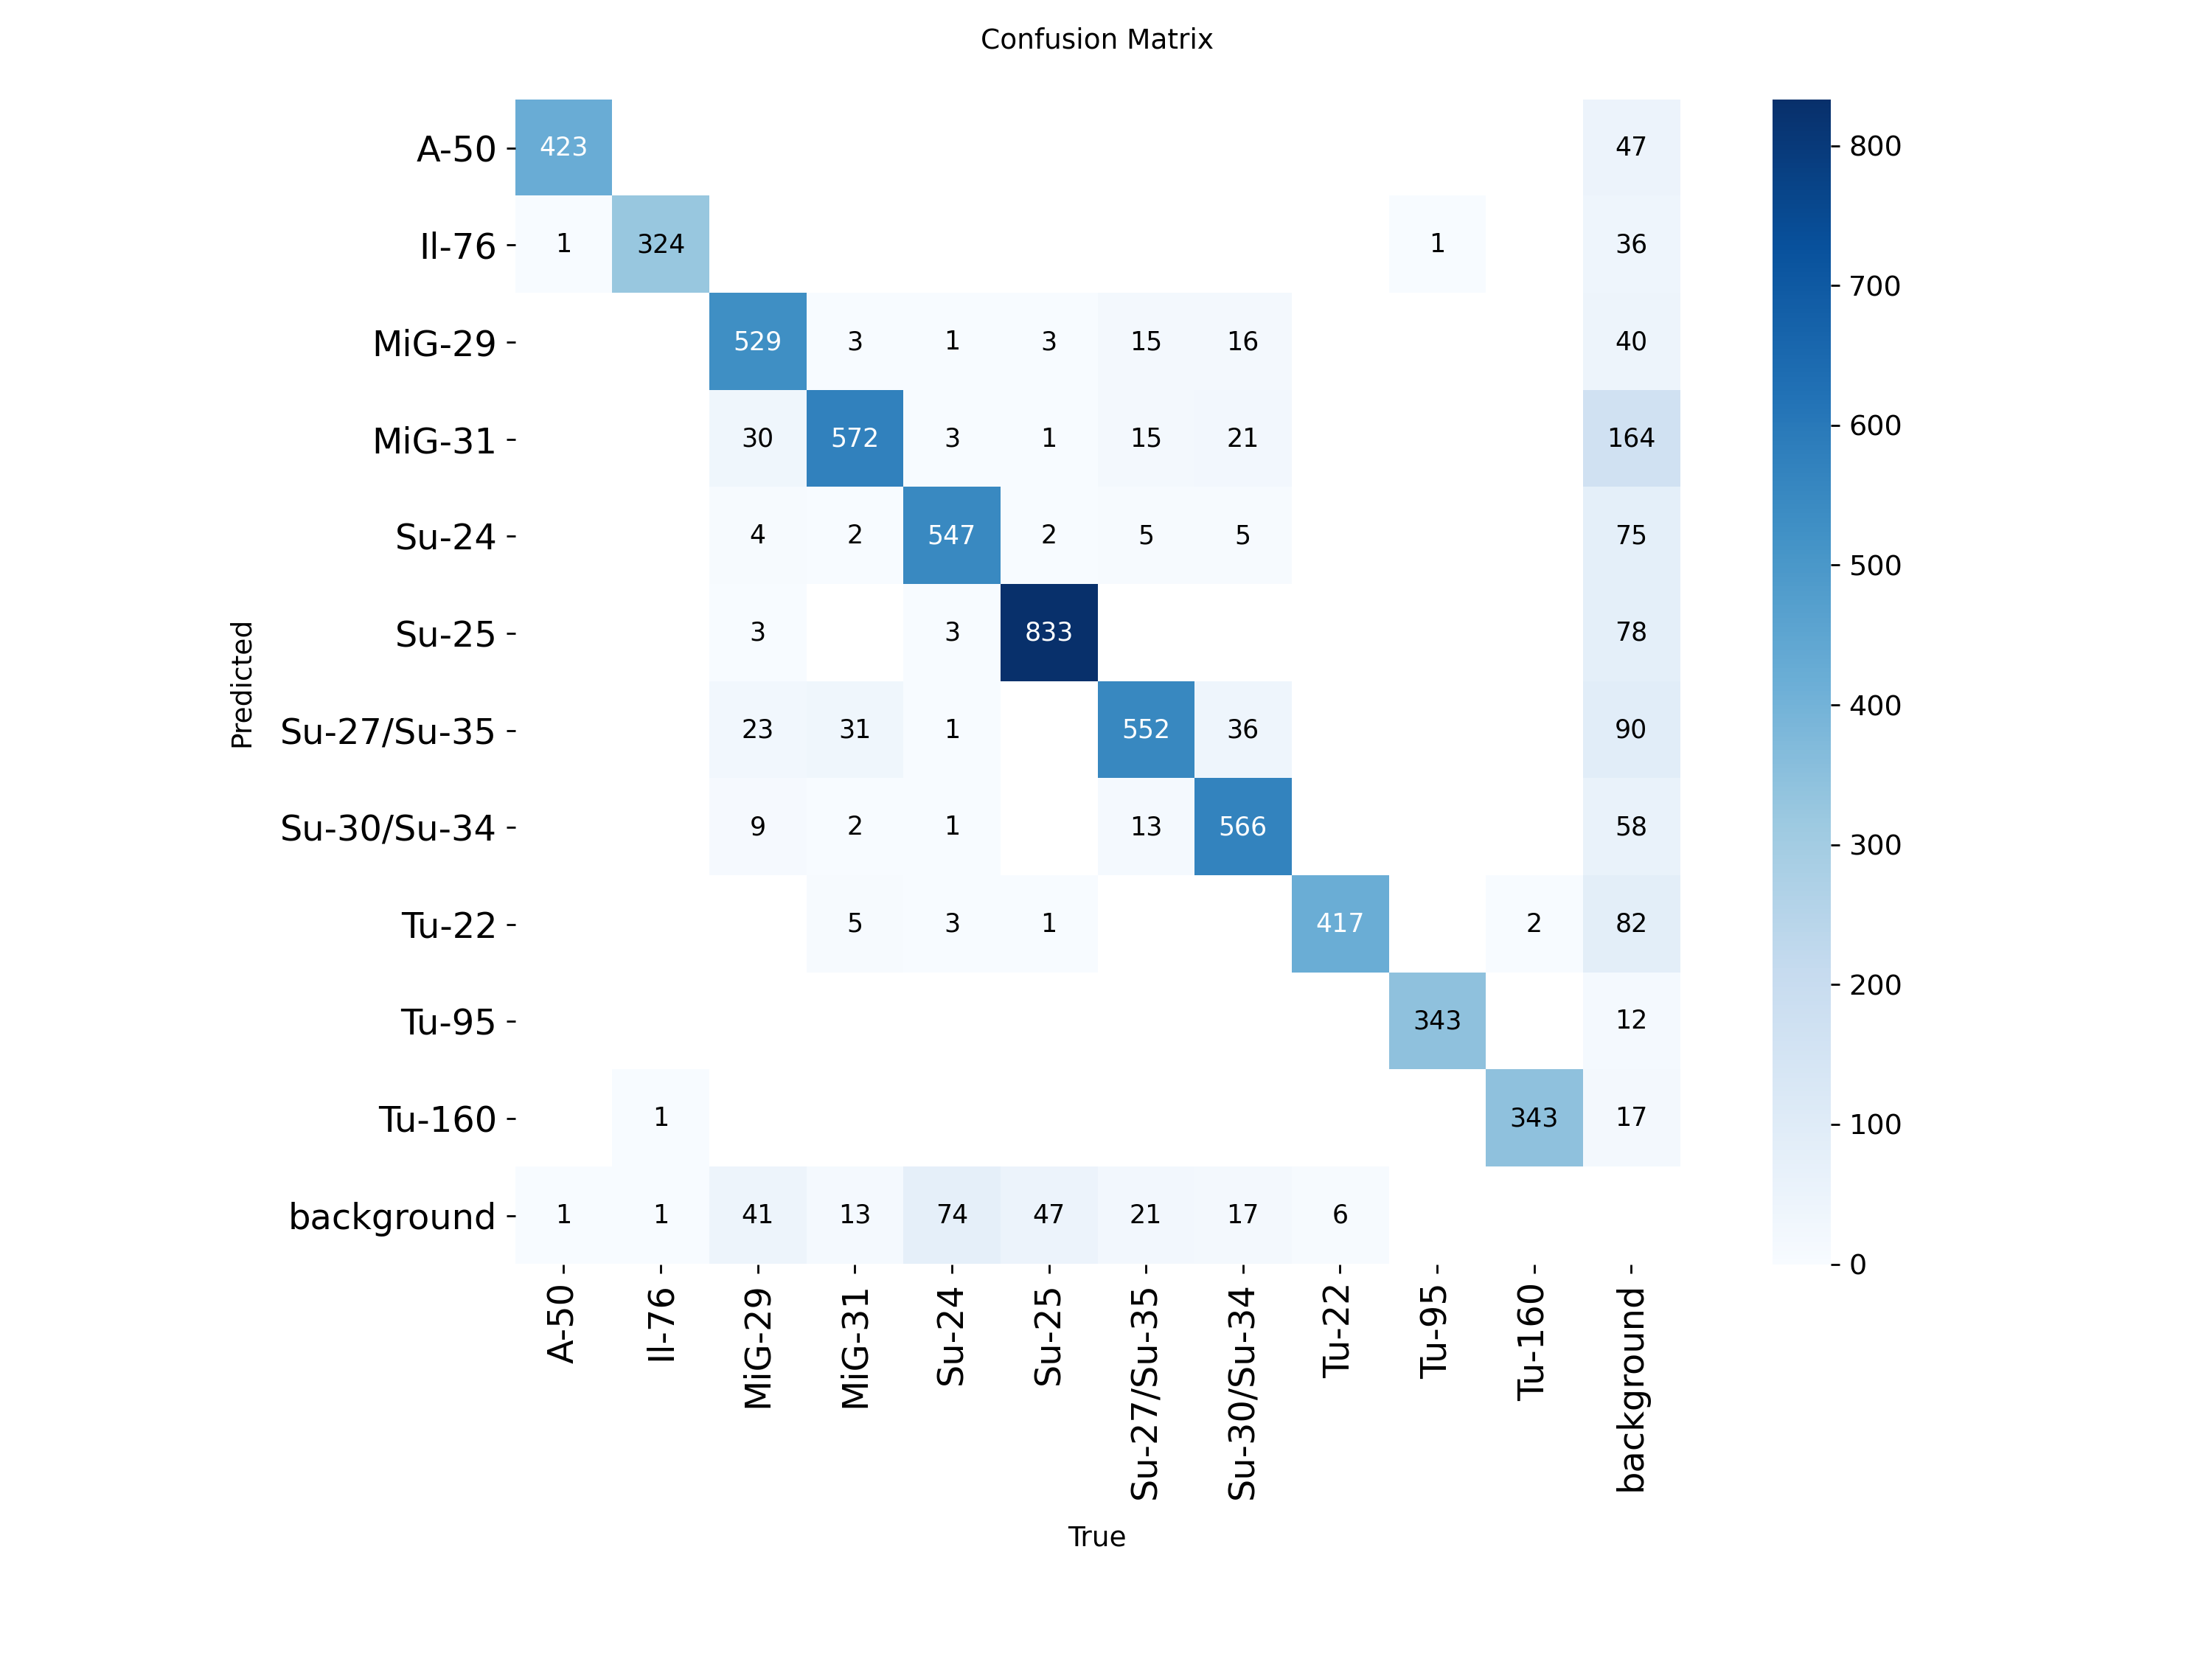 Confusion Matrix
A-50 423 47
Il-76 1 324 1 36
MiG-29 529 3 1 3 15 16 40
MiG-31 30 572 3 1 15 21 164
Su-24 4 2 547 2 5 5 75
Su-25 3 3 833 78
Su-27/Su-35 23 31 1 552 36 90
Su-30/Su-34 9 2 1 13 566 58
Tu-22 5 3 1 417 2 82
Tu-95 343 12
Tu-160 1 343 17
background 1 1 41 13 74 47 21 17 6
Predicted
A-50
Il-76
MiG-29
MiG-31
Su-24
Su-25
Su-27/Su-35
Su-30/Su-34
Tu-22
Tu-95
Tu-160
background
True
800
700
600
500
400
300
200
100
0